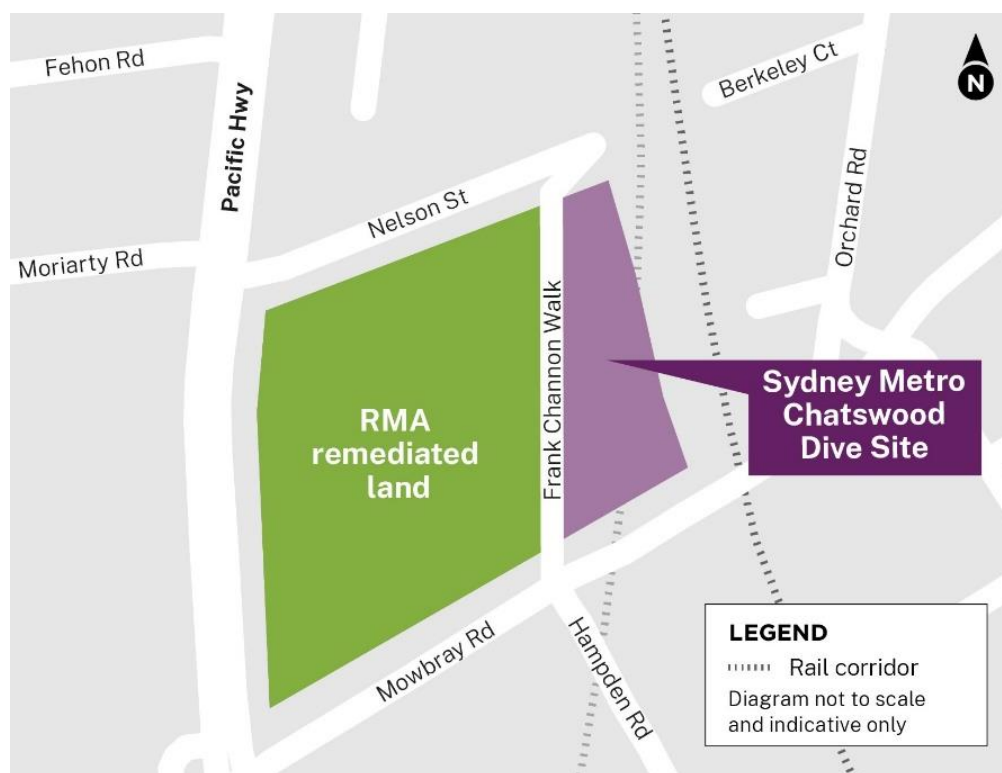 Fehon Rd
Pacific Hwy
Berkeley Ct
N
Nelson St
Orchard Rd
Moriarty Rd
Frank Channon Walk
RMA
remediated
land
Sydney Metro
Chatswood
Dive Site
Mowbray Rd
Hampden Rd
LEGEND
Rail corridor
Diagram not to scale
and indicative only